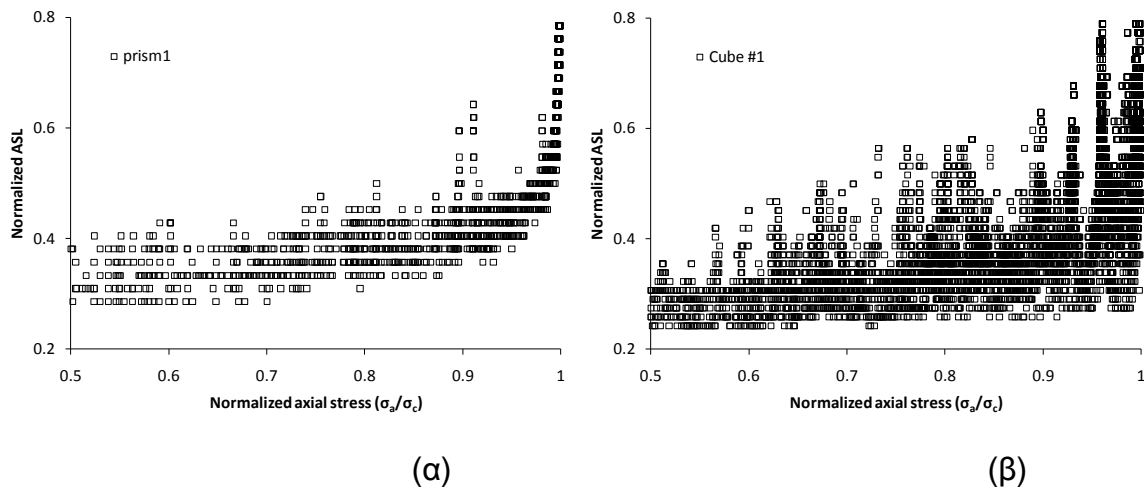 0.8
prism1
0.6
Normalized ASL
0.4
0.2
0.5 0.6 0.7 0.8 0.9 1
Normalized axial stress (σa/σc)
(α)
0.8
Cube #1
0.6
Normalized ASL
0.4
0.2
0.5 0.6 0.7 0.8 0.9 1
Normalized axial stress (σa/σc)
(β)